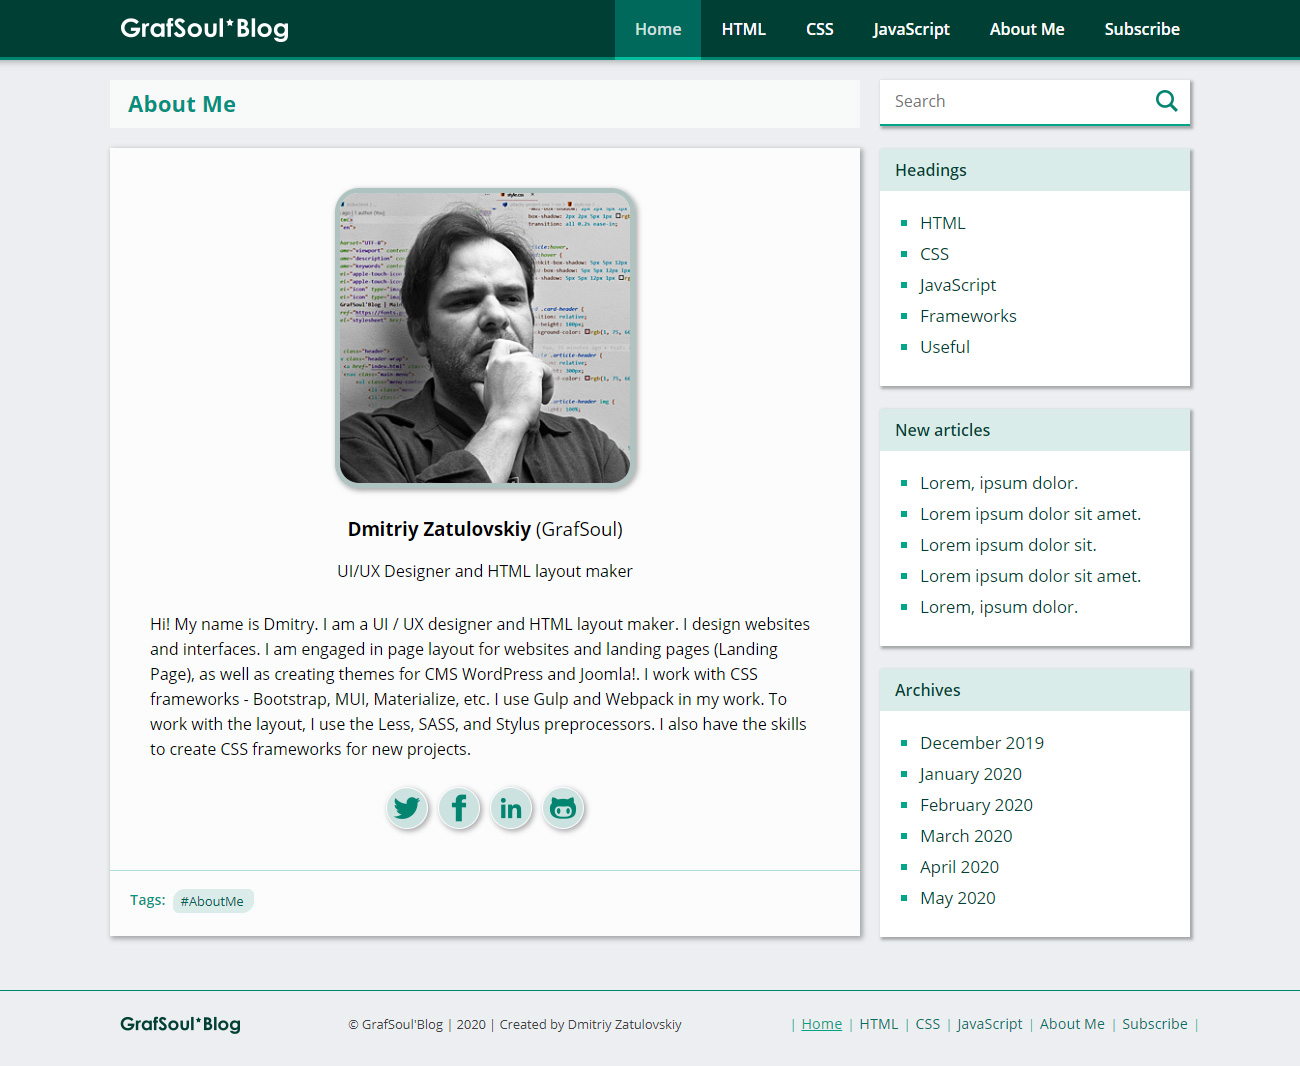 GrafSoul*Blog
Home HTML CSS JavaScript About Me Subscribe
About Me
Search
Dmitriy Zatulovskiy (GrafSoul)
UI/UX Designer and HTML layout maker
Hi! My name is Dmitry. I am a UI / UX designer and HTML layout maker. I design websites
and interfaces. I am engaged in page layout for websites and landing pages (Landing
Page), as well as creating themes for CMS WordPress and Joomla!. I work with CSS
frameworks - Bootstrap, MUI, Materialize, etc. I use Gulp and Webpack in my work. To
work with the layout, I use the Less, SASS, and Stylus preprocessors. I also have the skills
to create CSS frameworks for new projects.
Tags: #AboutMe
Headings
HTML
CSS
JavaScript
Frameworks
Useful
New articles
Lorem, ipsum dolor.
Lorem ipsum dolor sit amet.
Lorem ipsum dolor sit.
Lorem ipsum dolor sit amet.
Lorem, ipsum dolor.
Archives
December 2019
January 2020
February 2020
March 2020
April 2020
May 2020
GrafSoul*Blog
© GrafSoul'Blog | 2020 | Created by Dmitriy Zatulovskiy
| Home | HTML | CSS | JavaScript | About Me | Subscribe |